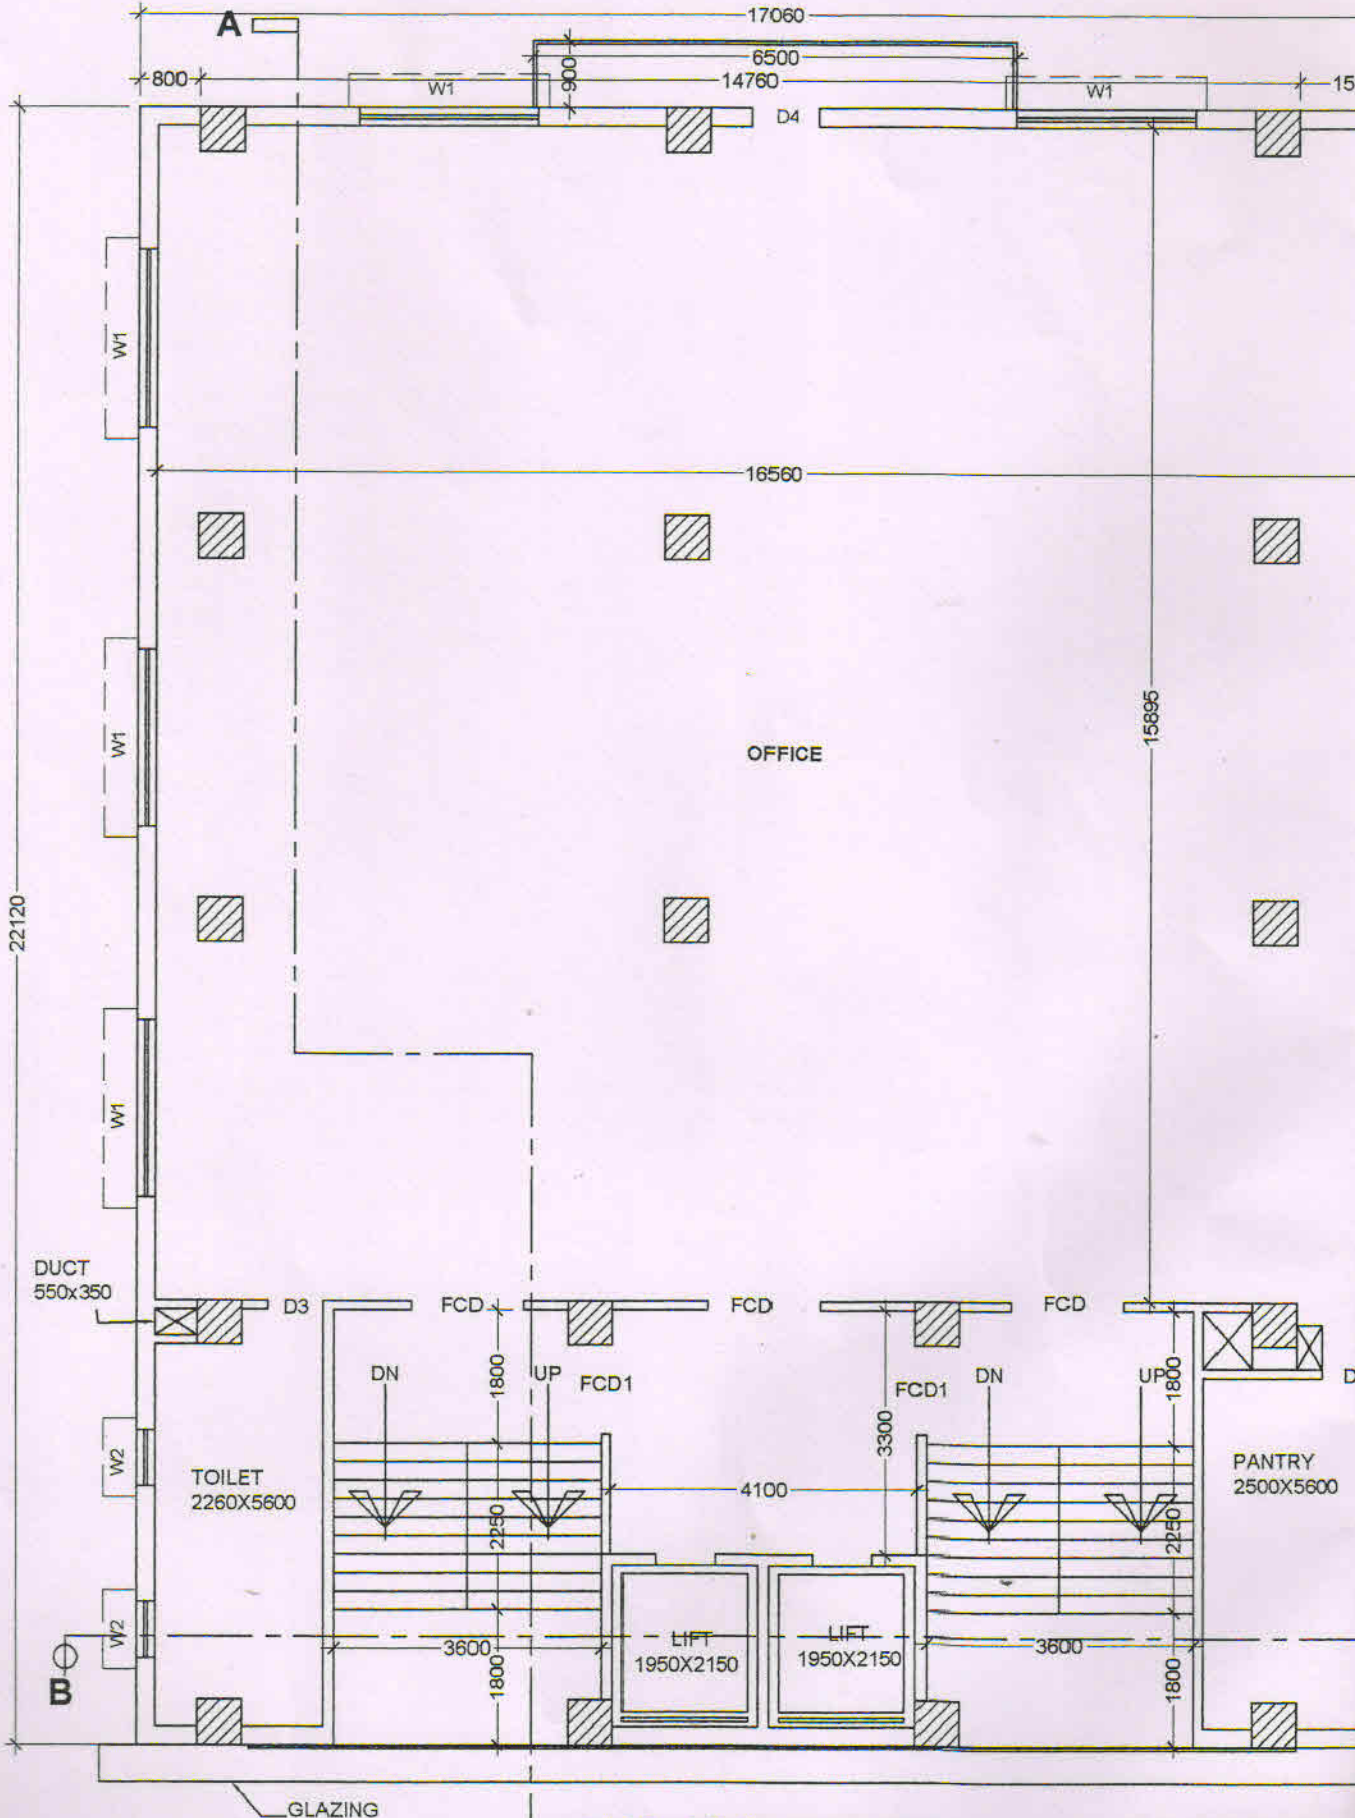 17060
A
6500
800
900
14760
15
W1
W1
D4
W1
16560
W1
OFFICE
15895
22120
W1
DUCT
550x350
D3
FCD
FCD
FCD
DN
UP
1800
FCD1
FCD1
DN
UP
1800
D
3300
W2
TOILET
2260X5600
4100
PANTRY
2500X5600
2250
2250
W2
3600
LIFT
1950X2150
LIFT
1950X2150
3600
B
1800
1800
GLAZING